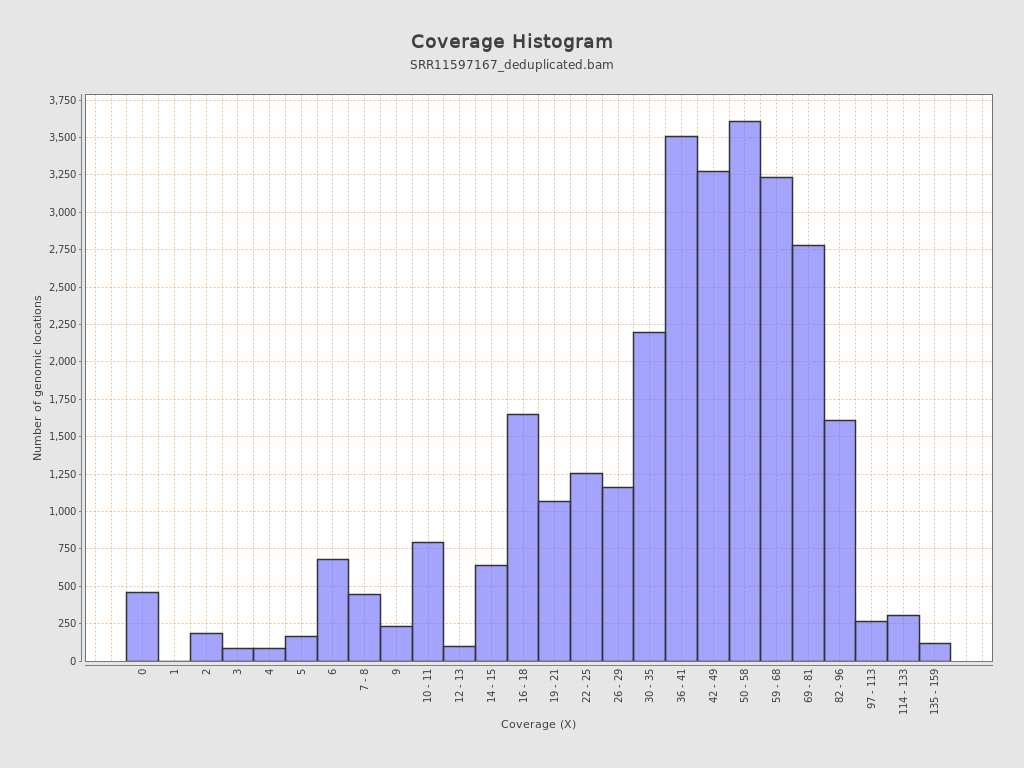 Coverage Histogram
SRR11597167_deduplicated.bam
Number of genomic locations
3,750
3,500
3,250
3,000
2,750
2,500
2,250
2,000
1,750
1,500
1,250
1,000
750
500
250
0
0
1
2
3
4
5
6
7 - 8
9
10 - 11
12 - 13
14 - 15
16 - 18
19 - 21
22 - 25
26 - 29
30 - 35
36 - 41
42 - 49
50 - 58
59 - 68
69 - 81
82 - 96
97 - 113
114 - 133
135 - 159
Coverage (X)